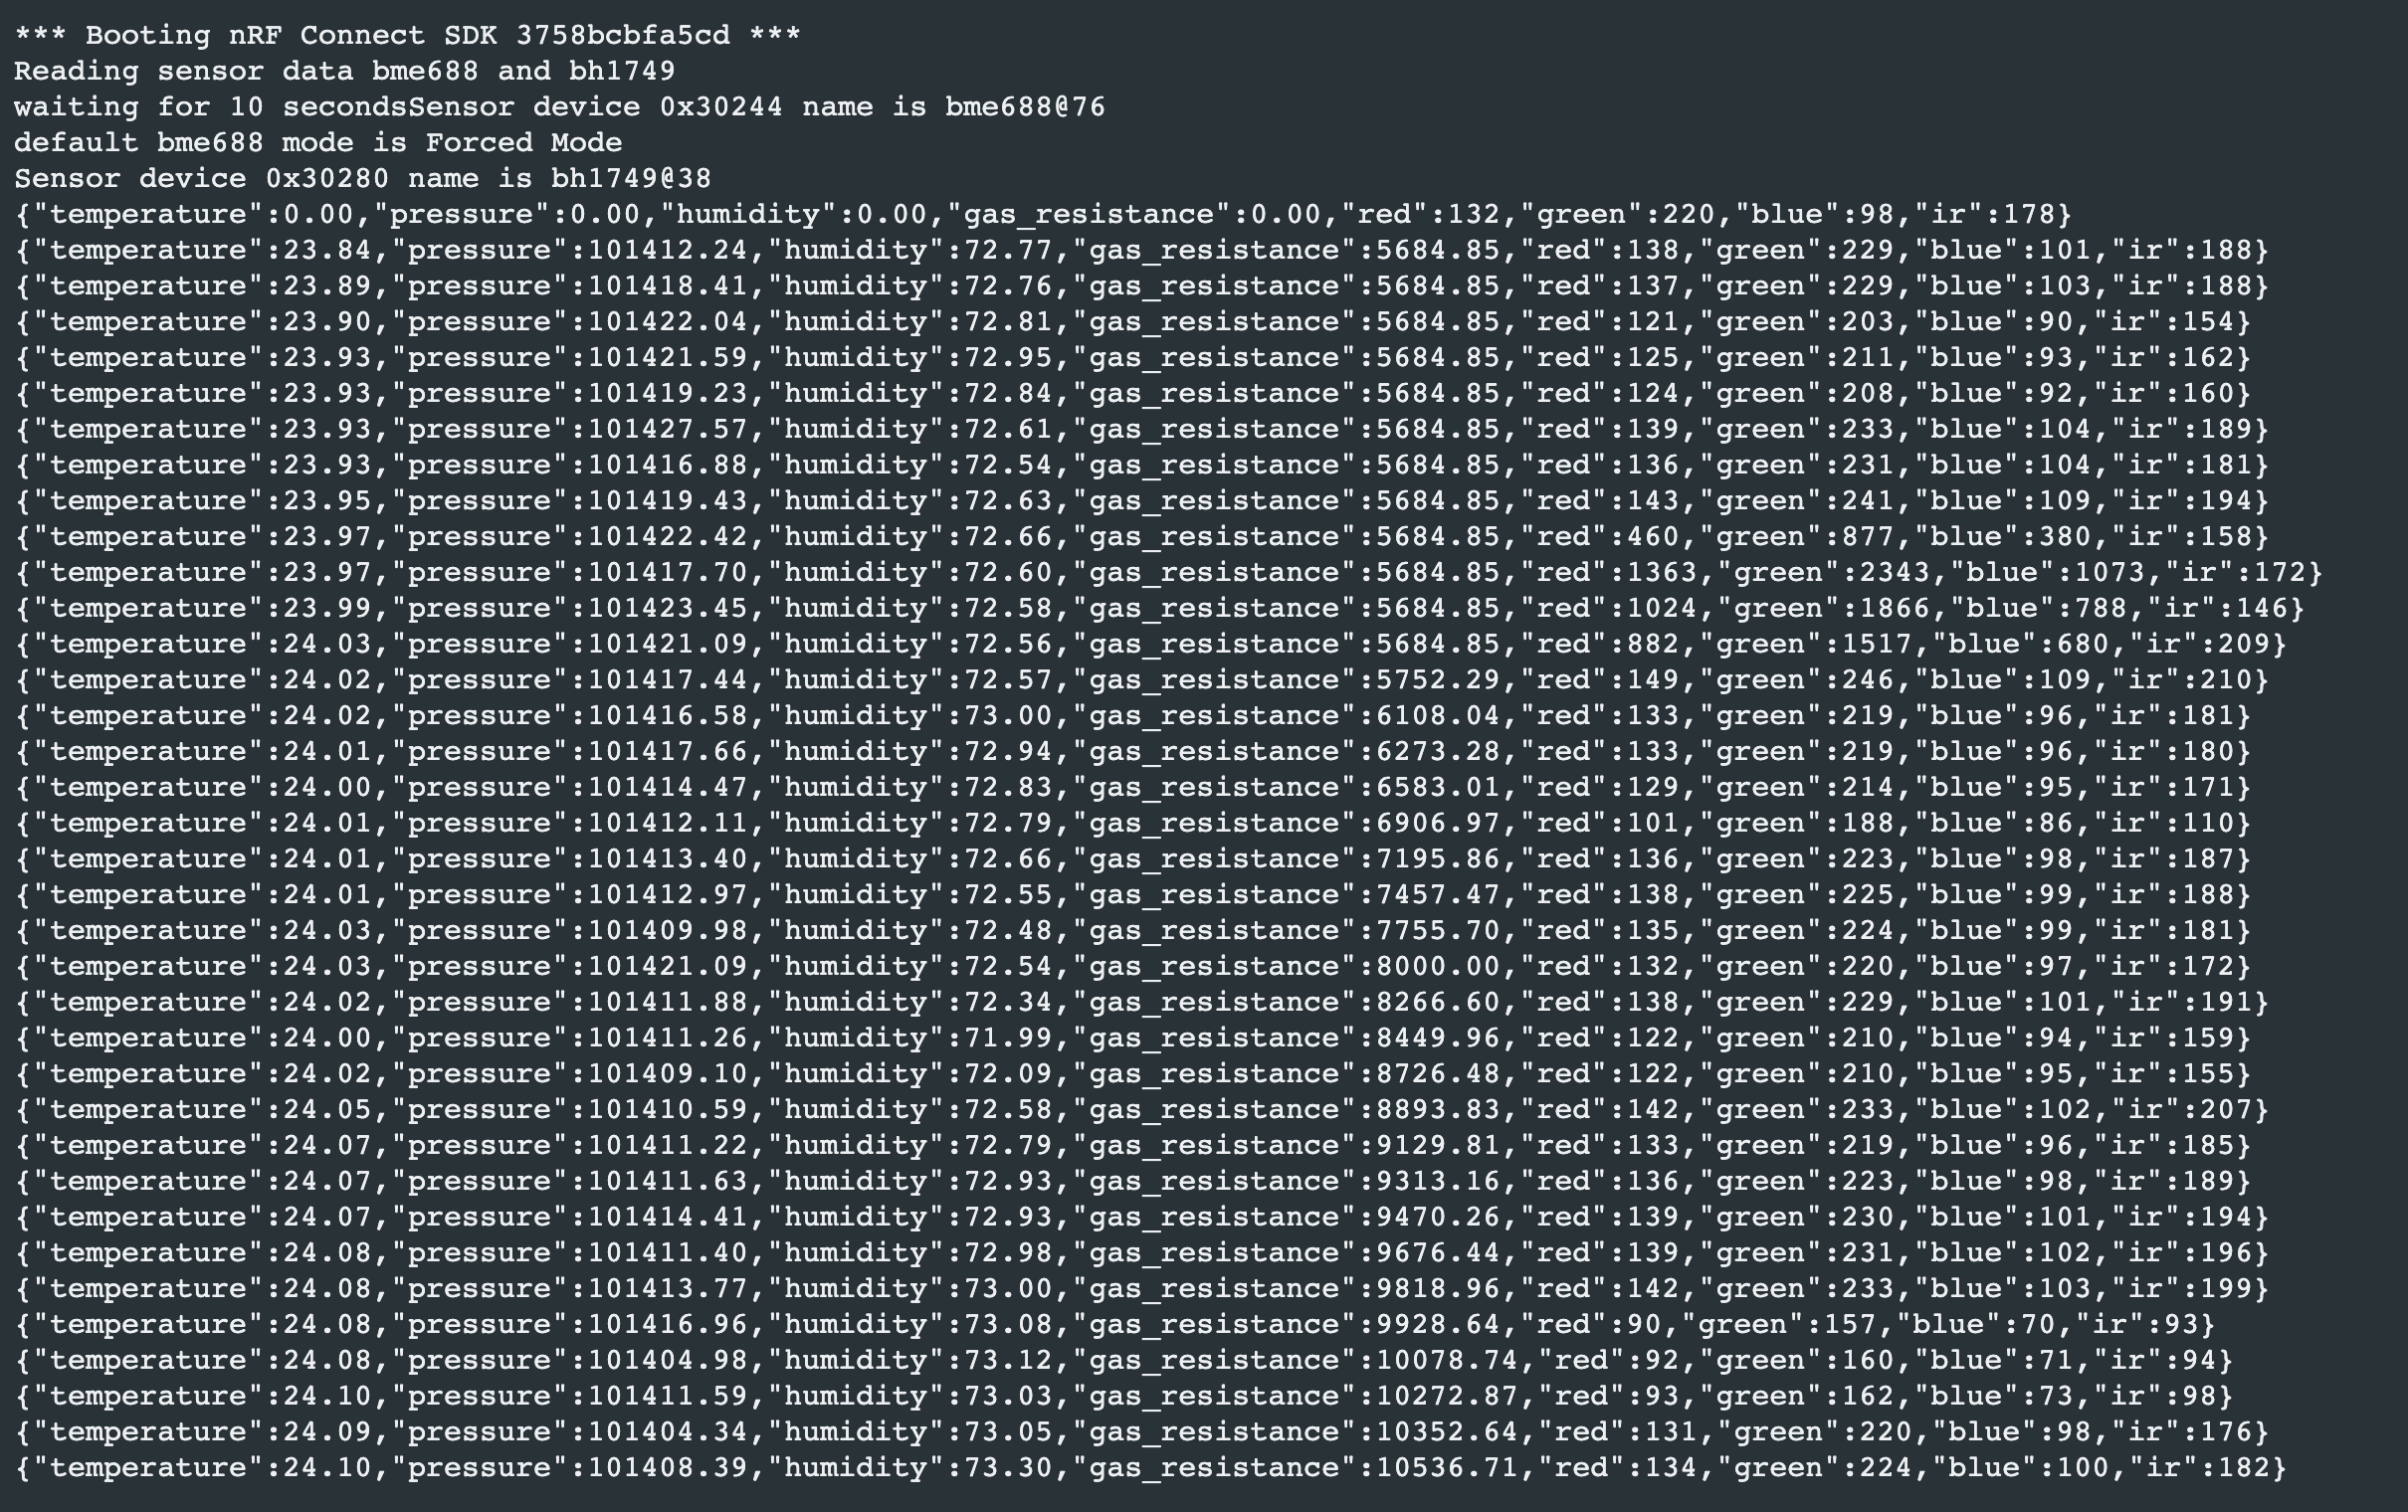 *** Booting nRF Connect SDK 3758bcbfa5cd ***
Reading sensor data bme688 and bh1749
waiting for 10 secondsSensor device 0x30244 name is bme688@76
default bme688 mode is Forced Mode
Sensor device 0x30280 name is bh1749@38
{"temperature":0.00,"pressure":0.00,"humidity":0.00,"gas_resistance":0.00,"red":132,"green":220,"blue":98,"ir":178}
{"temperature":23.84,"pressure":101412.24,"humidity":72.77,"gas_resistance":5684.85,"red":138,"green":229,"blue":101,"ir":188}
{"temperature":23.89,"pressure":101418.41,"humidity":72.76,"gas_resistance":5684.85,"red":137,"green":229,"blue":103,"ir":188}
{"temperature":23.90,"pressure":101422.04,"humidity":72.81,"gas_resistance":5684.85,"red":121,"green":203,"blue":90,"ir":154}
{"temperature":23.93,"pressure":101421.59,"humidity":72.95,"gas_resistance":5684.85,"red":125,"green":211,"blue":93,"ir":162}
{"temperature":23.93,"pressure":101419.23,"humidity":72.84,"gas_resistance":5684.85,"red":124,"green":208,"blue":92,"ir":160}
{"temperature":23.93,"pressure":101427.57,"humidity":72.61,"gas_resistance":5684.85,"red":139,"green":233,"blue":104,"ir":189}
{"temperature":23.93,"pressure":101416.88,"humidity":72.54,"gas_resistance":5684.85,"red":136,"green":231,"blue":104,"ir":181}
{"temperature":23.95,"pressure":101419.43,"humidity":72.63,"gas_resistance":5684.85,"red":143,"green":241,"blue":109,"ir":194}
{"temperature":23.97,"pressure":101422.42,"humidity":72.66,"gas_resistance":5684.85,"red":460,"green":877,"blue":380,"ir":158}
{"temperature":23.97,"pressure":101417.70,"humidity":72.60,"gas_resistance":5684.85,"red":1363,"green":2343,"blue":1073,"ir":172}
{"temperature":23.99,"pressure":101423.45,"humidity":72.58,"gas_resistance":5684.85,"red":1024,"green":1866,"blue":788,"ir":146}
{"temperature":24.03,"pressure":101421.09,"humidity":72.56,"gas_resistance":5684.85,"red":882,"green":1517,"blue":680,"ir":209}
{"temperature":24.02,"pressure":101417.44,"humidity":72.57,"gas_resistance":5752.29,"red":149,"green":246,"blue":109,"ir":210}
{"temperature":24.02,"pressure":101416.58,"humidity":73.00,"gas_resistance":6108.04,"red":133,"green":219,"blue":96,"ir":181}
{"temperature":24.01,"pressure":101417.66,"humidity":72.94,"gas_resistance":6273.28,"red":133,"green":219,"blue":96,"ir":180}
{"temperature":24.00,"pressure":101414.47,"humidity":72.83,"gas_resistance":6583.01,"red":129,"green":214,"blue":95,"ir":171}
{"temperature":24.01,"pressure":101412.11,"humidity":72.79,"gas_resistance":6906.97,"red":101,"green":188,"blue":86,"ir":110}
{"temperature":24.01,"pressure":101413.40,"humidity":72.66,"gas_resistance":7195.86,"red":136,"green":223,"blue":98,"ir":187}
{"temperature":24.01,"pressure":101412.97,"humidity":72.55,"gas_resistance":7457.47,"red":138,"green":225,"blue":99,"ir":188}
{"temperature":24.03,"pressure":101409.98,"humidity":72.48,"gas_resistance":7755.70,"red":135,"green":224,"blue":99,"ir":181}
{"temperature":24.03,"pressure":101421.09,"humidity":72.54,"gas_resistance":8000.00,"red":132,"green":220,"blue":97,"ir":172}
{"temperature":24.02,"pressure":101411.88,"humidity":72.34,"gas_resistance":8266.60,"red":138,"green":229,"blue":101,"ir":191}
{"temperature":24.00,"pressure":101411.26,"humidity":71.99,"gas_resistance":8449.96,"red":122,"green":210,"blue":94,"ir":159}
{"temperature":24.02,"pressure":101409.10,"humidity":72.09,"gas_resistance":8726.48,"red":122,"green":210,"blue":95,"ir":155}
{"temperature":24.05,"pressure":101410.59,"humidity":72.58,"gas_resistance":8893.83,"red":142,"green":233,"blue":102,"ir":207}
{"temperature":24.07,"pressure":101411.22,"humidity":72.79,"gas_resistance":9129.81,"red":133,"green":219,"blue":96,"ir":185}
{"temperature":24.07,"pressure":101411.63,"humidity":72.93,"gas_resistance":9313.16,"red":136,"green":223,"blue":98,"ir":189}
{"temperature":24.07,"pressure":101414.41,"humidity":72.93,"gas_resistance":9470.26,"red":139,"green":230,"blue":101,"ir":194}
{"temperature":24.08,"pressure":101411.40,"humidity":72.98,"gas_resistance":9676.44,"red":139,"green":231,"blue":102,"ir":196}
{"temperature":24.08,"pressure":101413.77,"humidity":73.00,"gas_resistance":9818.96,"red":142,"green":233,"blue":103,"ir":199}
{"temperature":24.08,"pressure":101416.96,"humidity":73.08,"gas_resistance":9928.64,"red":90,"green":157,"blue":70,"ir":93}
{"temperature":24.08,"pressure":101404.98,"humidity":73.12,"gas_resistance":10078.74,"red":92,"green":160,"blue":71,"ir":94}
{"temperature":24.10,"pressure":101411.59,"humidity":73.03,"gas_resistance":10272.87,"red":93,"green":162,"blue":73,"ir":98}
{"temperature":24.09,"pressure":101404.34,"humidity":73.05,"gas_resistance":10352.64,"red":131,"green":220,"blue":98,"ir":176}
{"temperature":24.10,"pressure":101408.39,"humidity":73.30,"gas_resistance":10536.71,"red":134,"green":224,"blue":100,"ir":182}